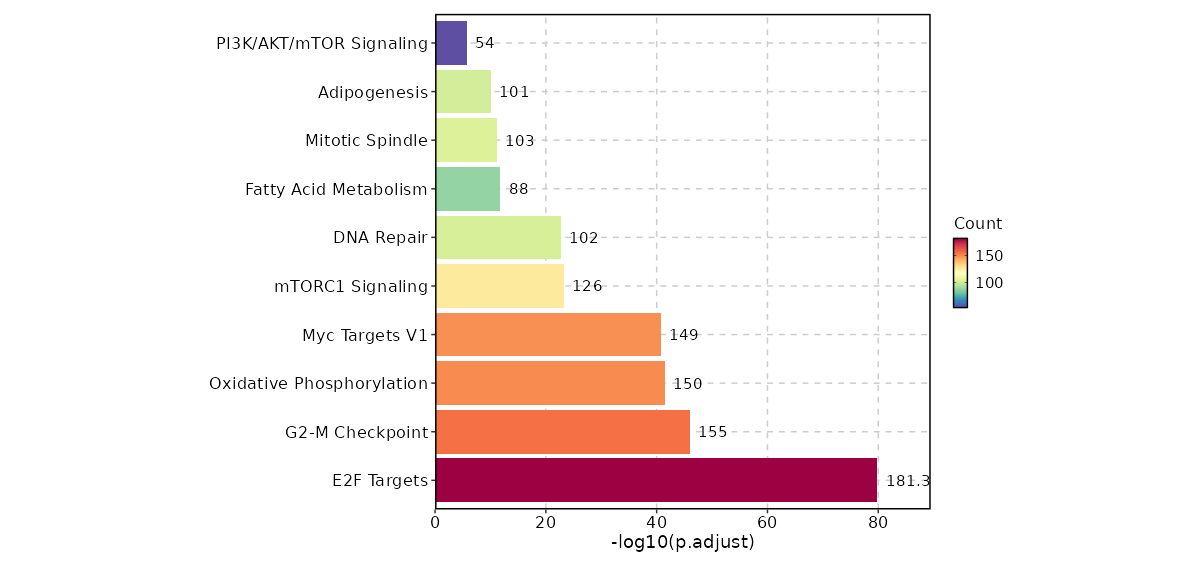 PI3K/AKT/mTOR Signaling 54
Adipogenesis 101
Mitotic Spindle 103
Fatty Acid Metabolism 88
DNA Repair 102
mTORC1 Signaling 126
Myc Targets V1 149
Oxidative Phosphorylation 150
G2-M Checkpoint 155
E2F Targets 181.3
0 20 40 60 80
-log10(p.adjust)
Count
150
100